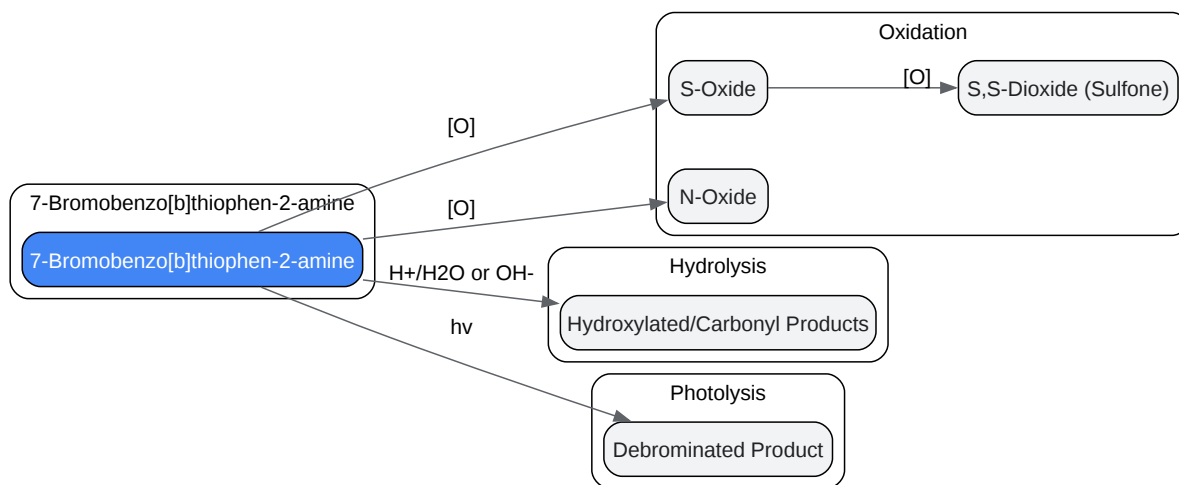 Oxidation
S-Oxide
[O]
S,S-Dioxide (Sulfone)
[O]
7-Bromobenzo[b]thiophen-2-amine
7-Bromobenzo[b]thiophen-2-amine
[O]
N-Oxide
H+/H2O or OH-
Hydrolysis
Hydroxylated/Carbonyl Products
hv
Photolysis
Debrominated Product